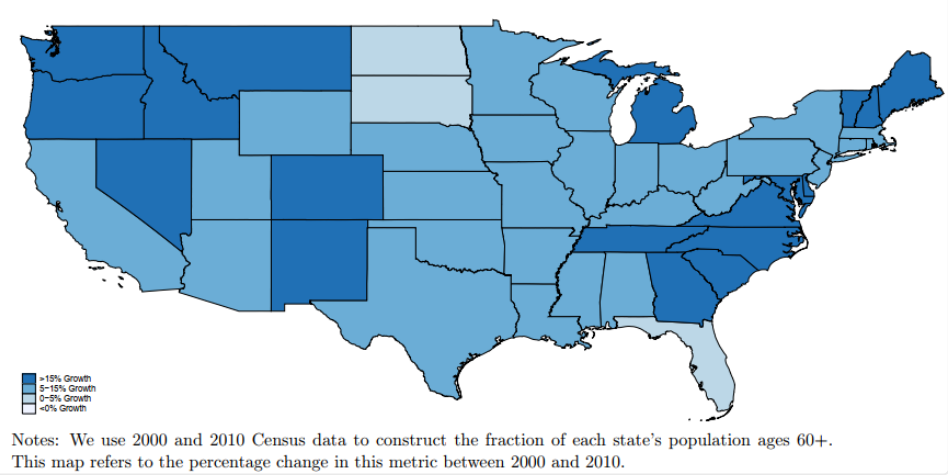 >15% Growth
5-15% Growth
0-5% Growth
<0% Growth
Notes: We use 2000 and 2010 Census data to construct the fraction of each state's population ages 60+.
This map refers to the percentage change in this metric between 2000 and 2010.